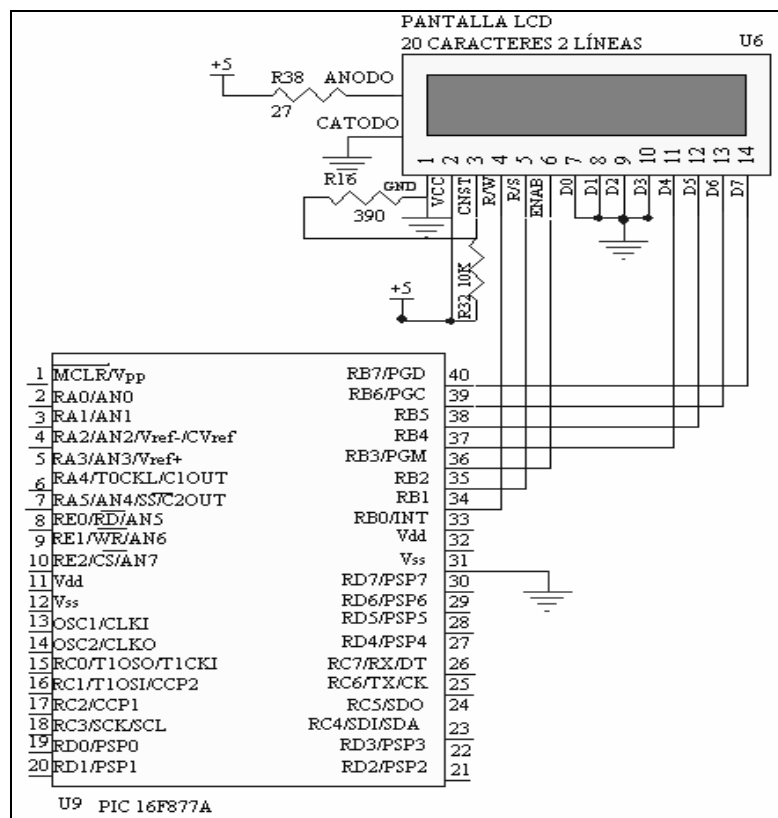 PANTALLA LCD
20 CARACTERES 2 LÍNEAS
U6
+5
R38
ANODO
27
CATODO
1 2 3 4 5 6 7 8 9 10 11 12 13 14
GND
VCC
CNST
R/W
R/S
ENAB
D0
D1
D2
D3
D4
D5
D6
D7
R16
390
R32 10K
+5
1 MCLR/Vpp
2 RA0/AN0
3 RA1/AN1
4 RA2/AN2/Vref-/CVref
5 RA3/AN3/Vref+
6 RA4/T0CKL/C1OUT
7 RA5/AN4/SS/C2OUT
8 RE0/RD/AN5
9 RE1/WR/AN6
10 RE2/CS/AN7
11 Vdd
12 Vss
13 OSC1/CLKI
14 OSC2/CLKO
15 RC0/T1OSO/T1CKI
16 RC1/T1OSI/CCP2
17 RC2/CCP1
18 RC3/SCK/SCL
19 RD0/PSP0
20 RD1/PSP1
RB7/PGD 40
RB6/PGC 39
RB5 38
RB4 37
RB3/PGM 36
RB2 35
RB1 34
RB0/INT 33
Vdd 32
Vss 31
RD7/PSP7 30
RD6/PSP6 29
RD5/PSP5 28
RD4/PSP4 27
RC7/RX/DT 26
RC6/TX/CK 25
RC5/SDO 24
RC4/SDI/SDA 23
RD3/PSP3 22
RD2/PSP2 21
U9 PIC 16F877A